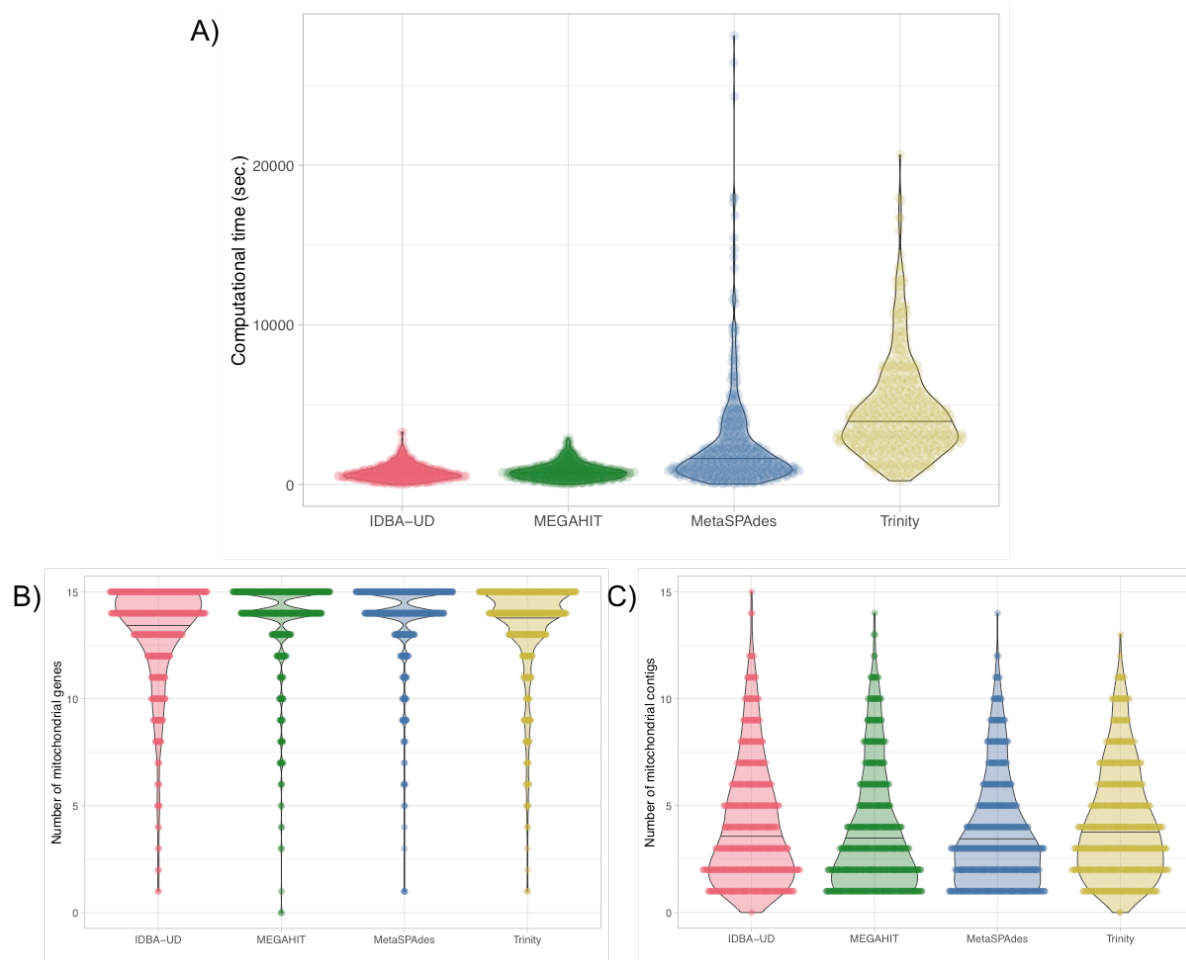 A)
Computational time (sec.)
20000
10000
0
IDBA-UD MEGAHIT MetaSPAdes Trinity
B)
Number of mitochondrial genes
15
10
5
0
IDBA-UD MEGAHIT MetaSPAdes Trinity
C)
Number of mitochondrial contigs
15
10
5
0
IDBA-UD MEGAHIT MetaSPAdes Trinity